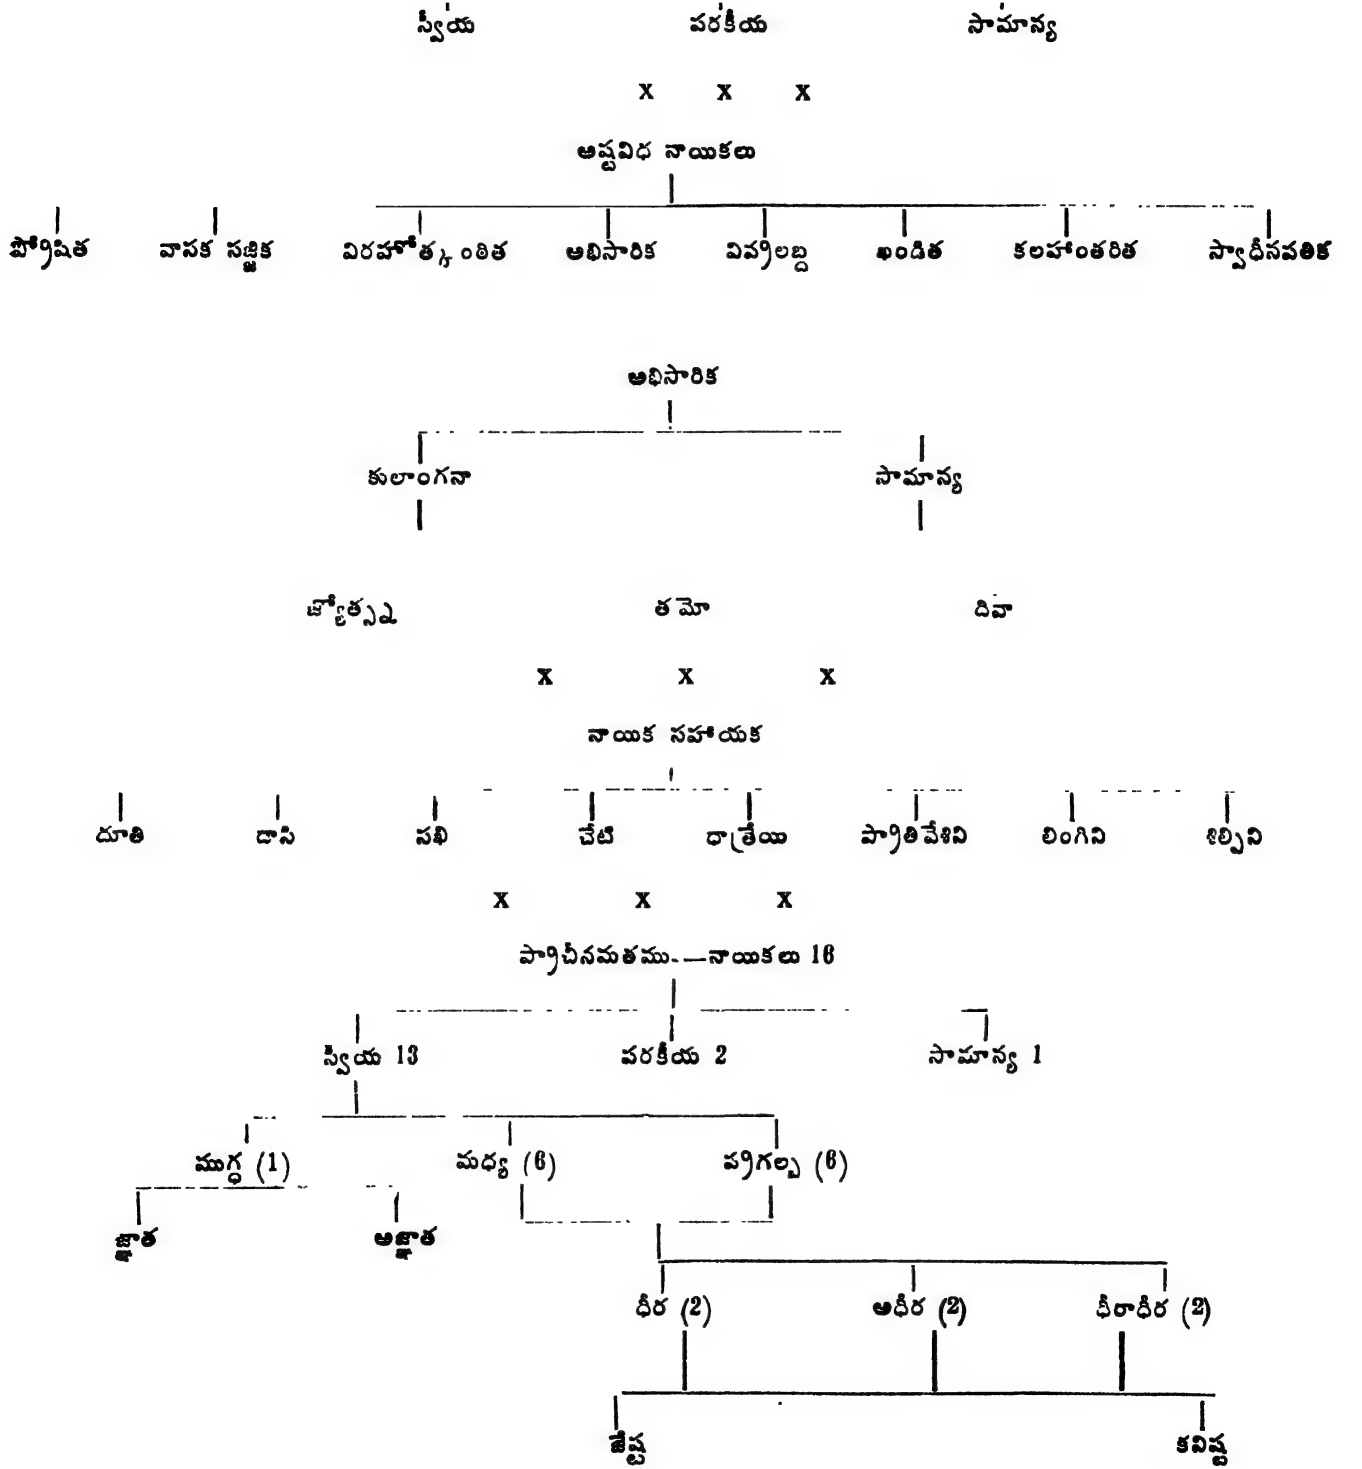 స్వీయ పరకీయ సామాన్య
x x x
అష్టవిధ నాయికలు
ప్రోషిత వాసక సజ్జిక విరహోత్కంఠిత అభిసారిక విప్రలబ్ద ఖండిత కలహాంతరిత స్వాధీనపతిక
అభిసారిక
కులాంగనా సామాన్య
జ్యోత్స్న తమో దివా
x x x
నాయిక సహాయక
దూతి దాసి సఖి చేటి ధాత్రేయి ప్రాతివేశిని లింగిని శిల్పిని
x x x
ప్రాచీనమతము—నాయికలు 16
స్వీయ 13 పరకీయ 2 సామాన్య 1
ముగ్ధ (1) మధ్య (6) ప్రగల్భ (6)
జ్ఞాత అజ్ఞాత
ధీర (2) అధీర (2) ధీరాధీర (2)
జేష్ట కనిష్ట